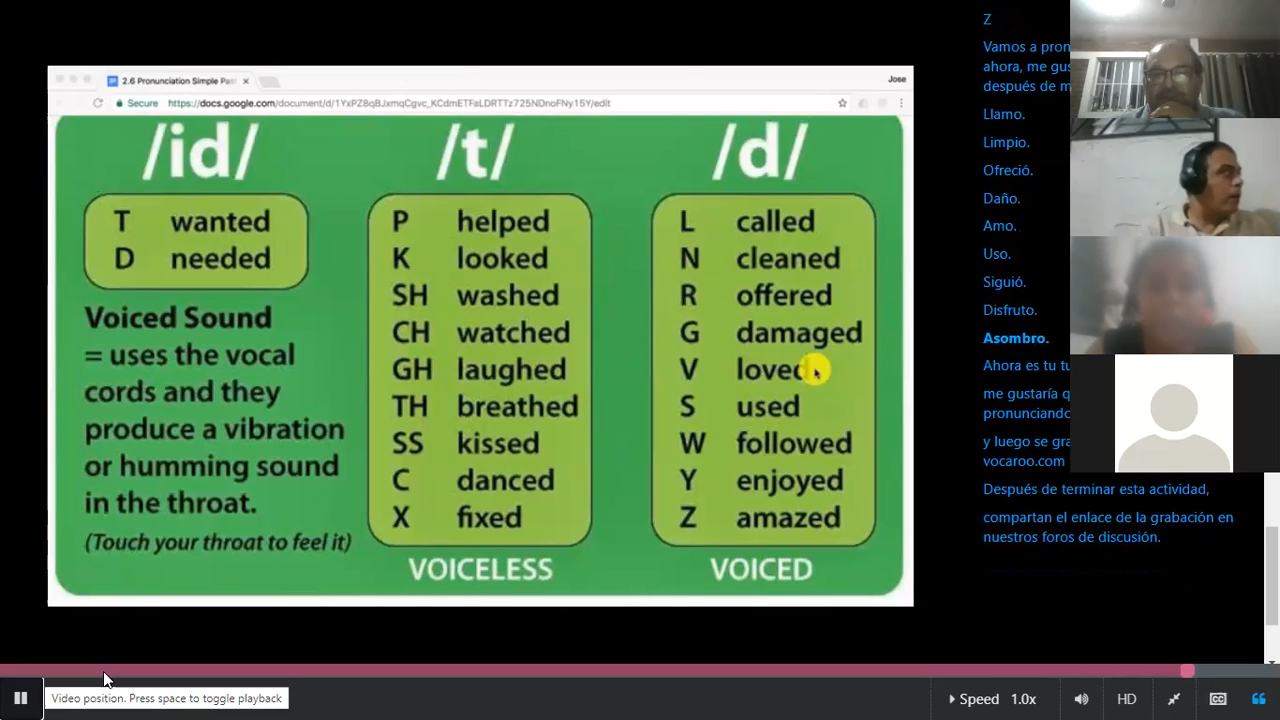 2.6 Pronunciation Simple Pas
Jose
Secure https://docs.google.com/document/d/1YxPZ8qBJxmqCgvc_KCdmETFaLDRTTz725NDnoFNy15Y/edit
/id/ /t/ /d/
T wanted
D needed
Voiced Sound
= uses the vocal
cords and they
produce a vibration
or humming sound
in the throat.
(Touch your throat to feel it)
P helped
K looked
SH washed
CH watched
GH laughed
TH breathed
SS kissed
C danced
X fixed
VOICELESS
L called
N cleaned
R offered
G damaged
V loved
S used
W followed
Y enjoyed
Z amazed
VOICED
Z
Vamos a pron
ahora, me gus
después de m
Llamo.
Limpio.
Ofreció.
Daño.
Amo.
Uso.
Siguió.
Disfruto.
Asombro.
Ahora es tu tu
me gustaría q
pronunciando
y luego se gra
vocaroo.com
Después de terminar esta actividad,
compartan el enlace de la grabación en
nuestros foros de discusión.
Video position. Press space to toggle playback
Speed 1.0x
HD
CC